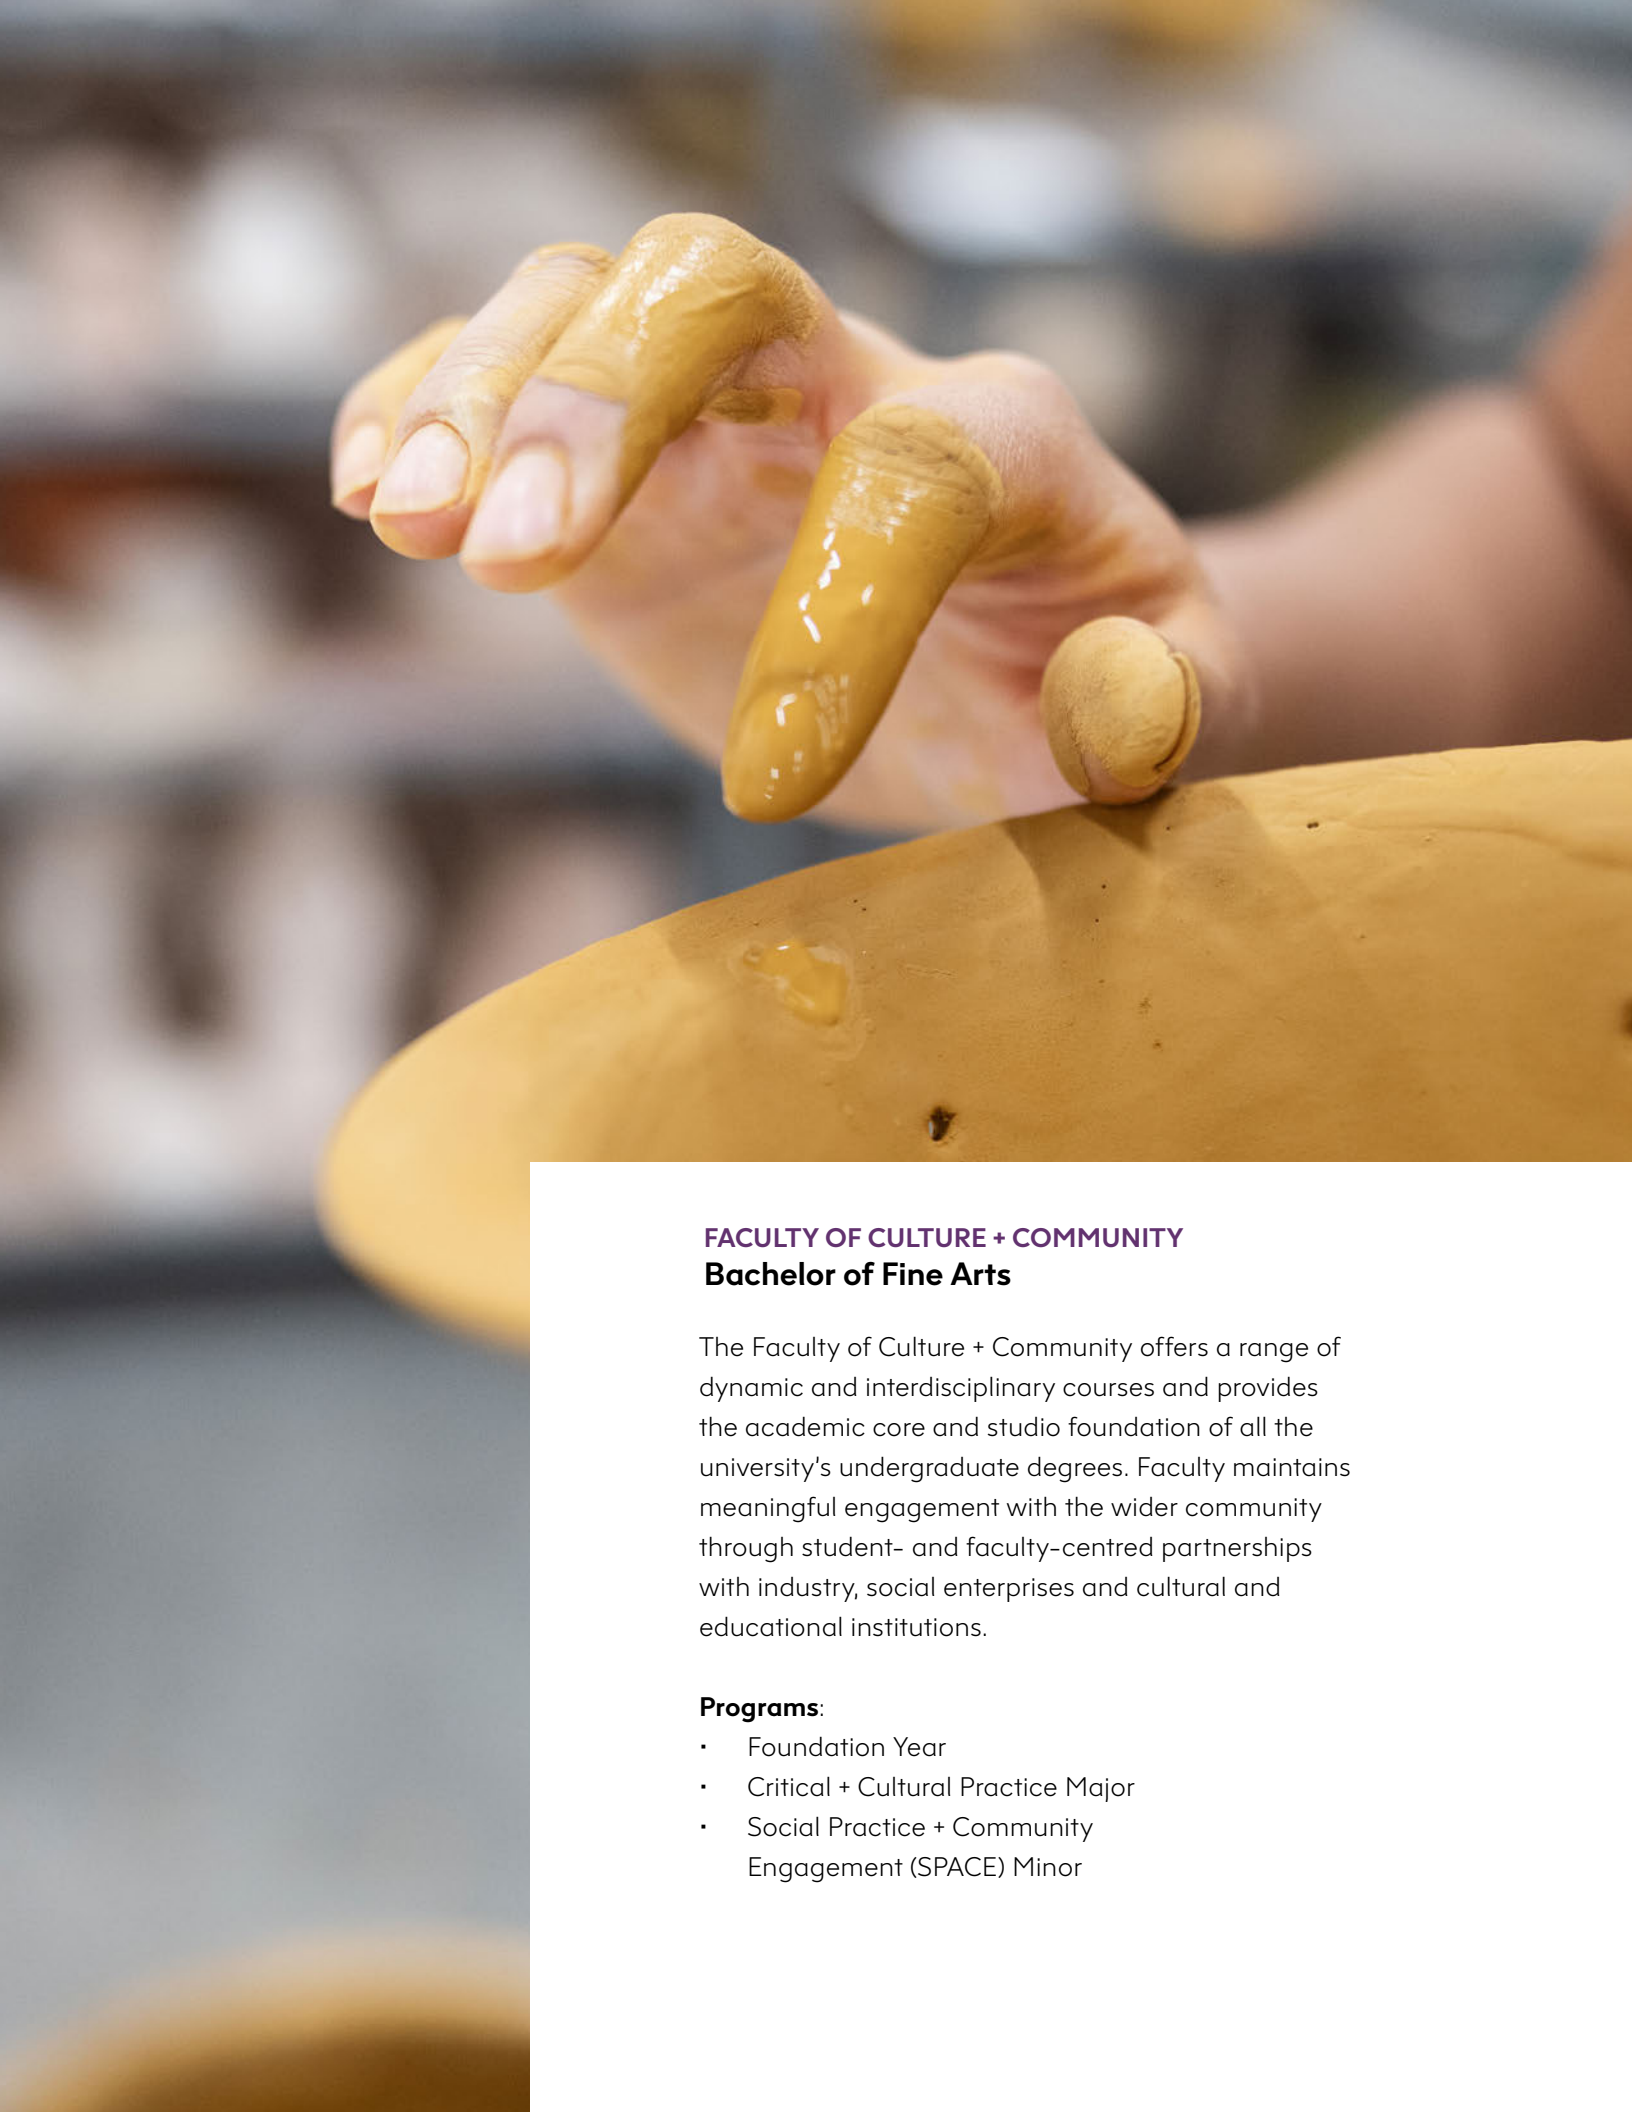 FACULTY OF CULTURE + COMMUNITY
Bachelor of Fine Arts
The Faculty of Culture + Community offers a range of
dynamic and interdisciplinary courses and provides
the academic core and studio foundation of all the
university's undergraduate degrees. Faculty maintains
meaningful engagement with the wider community
through student- and faculty-centred partnerships
with industry, social enterprises and cultural and
educational institutions.
Programs:
• Foundation Year
• Critical + Cultural Practice Major
• Social Practice + Community
Engagement (SPACE) Minor